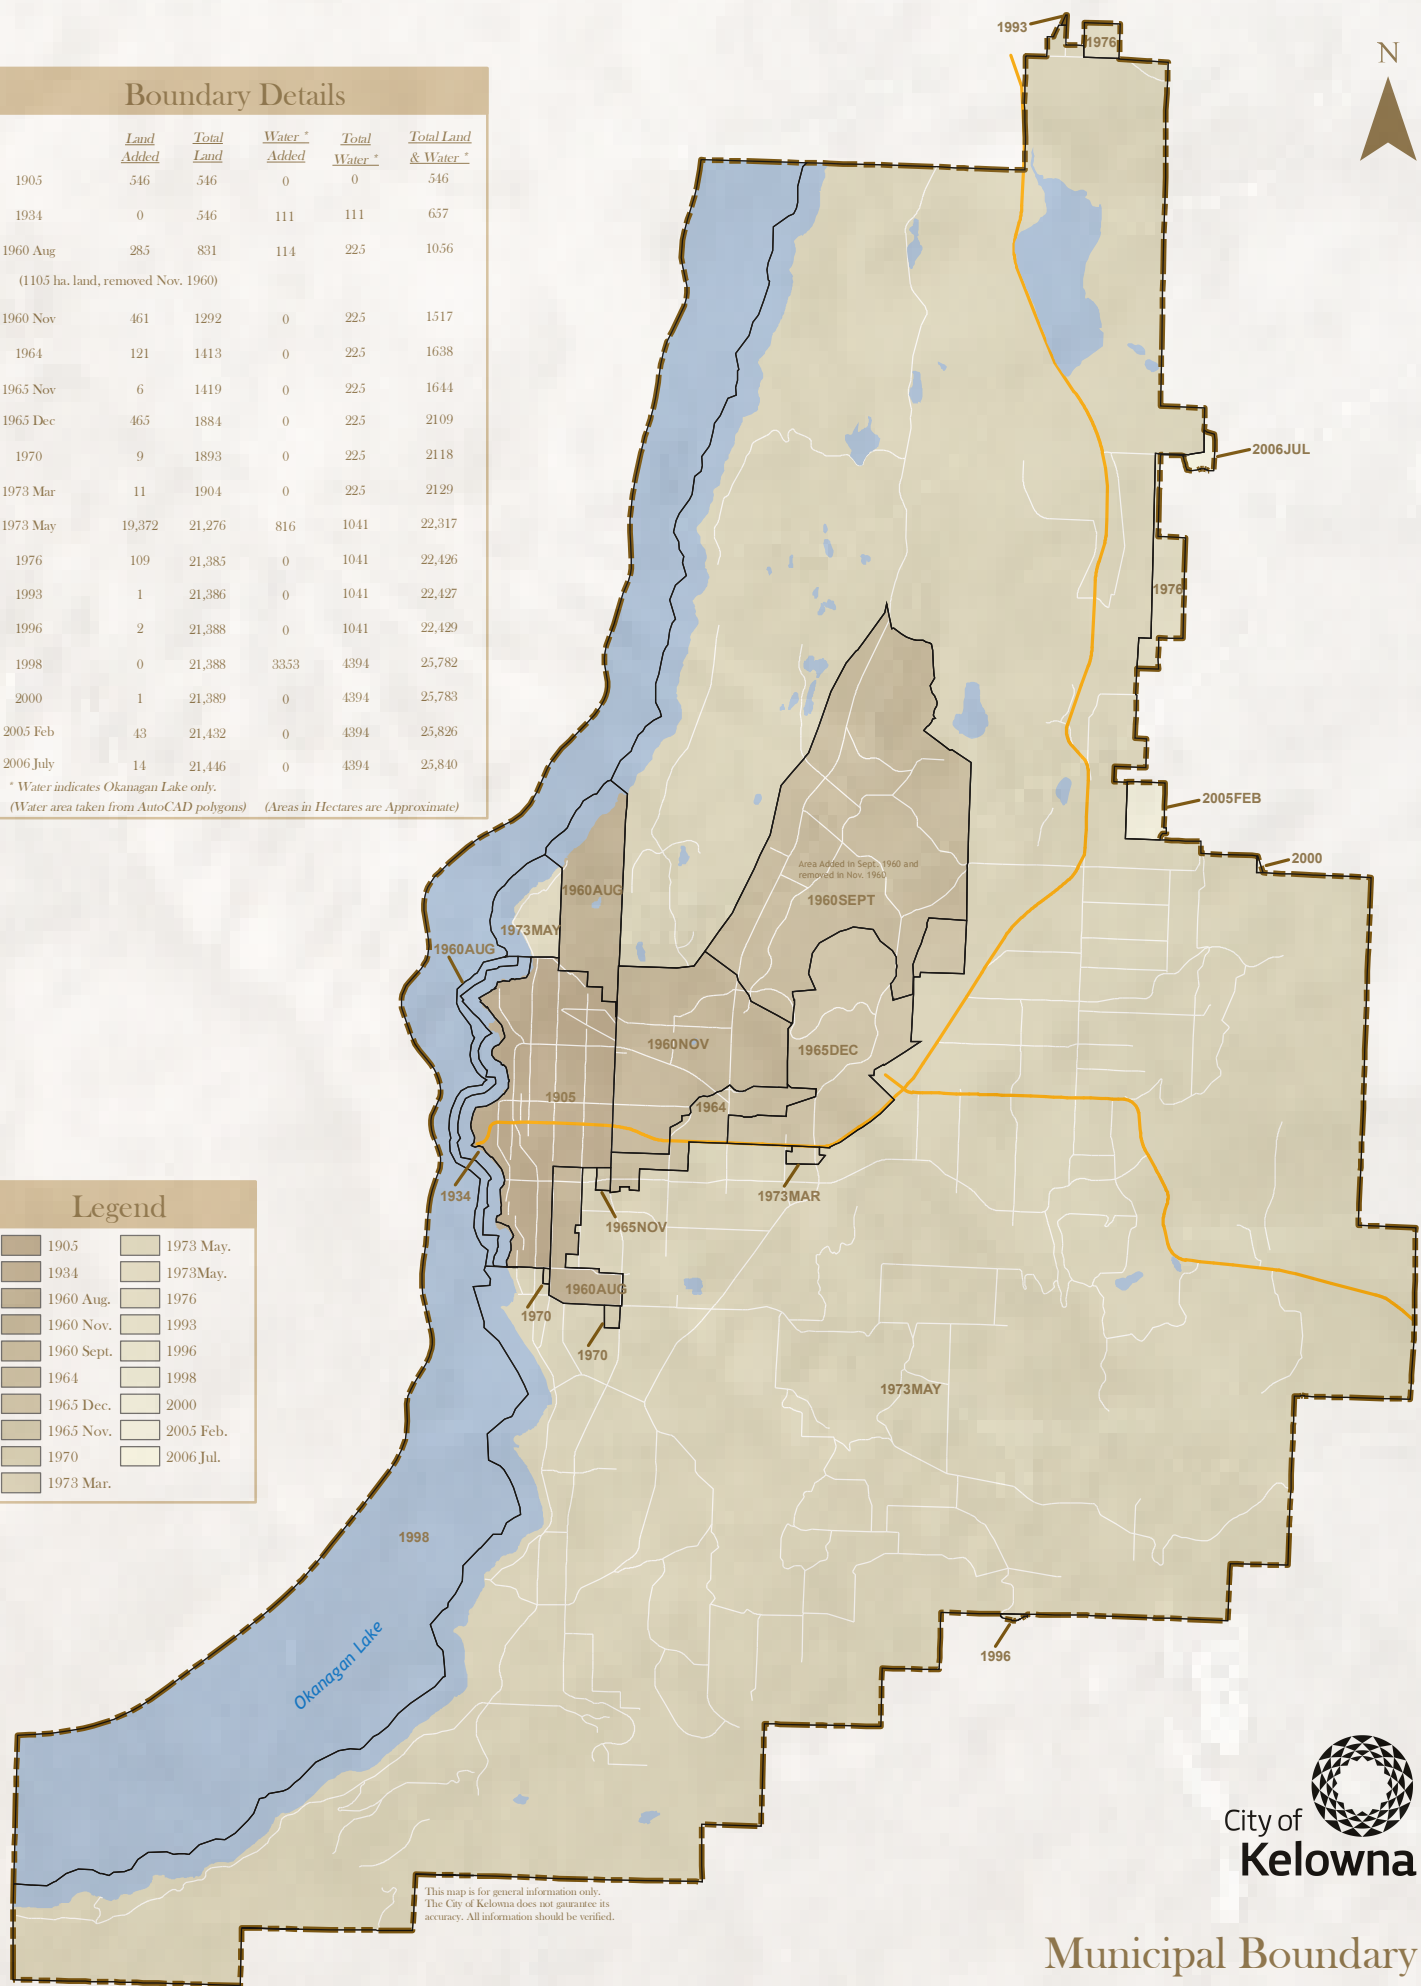 Boundary Details
Land Added Total Land Water * Added Total Water * Total Land & Water *
1905 546 546 0 0 546
1934 0 546 111 111 657
1960 Aug 285 831 114 225 1056
(1105 ha. land, removed Nov. 1960)
1960 Nov 461 1292 0 225 1517
1964 121 1413 0 225 1638
1965 Nov 6 1419 0 225 1644
1965 Dec 465 1884 0 225 2109
1970 9 1893 0 225 2118
1973 Mar 11 1904 0 225 2129
1973 May 19,372 21,276 816 1041 22,317
1976 109 21,385 0 1041 22,426
1993 1 21,386 0 1041 22,427
1996 2 21,388 0 1041 22,429
1998 0 21,388 3353 4394 25,782
2000 1 21,389 0 4394 25,783
2005 Feb 43 21,432 0 4394 25,826
2006 July 14 21,446 0 4394 25,840
* Water indicates Okanagan Lake only.
(Water area taken from AutoCAD polygons) (Areas in Hectares are Approximate)
1993
1976
N
2006JUL
1976
2005FEB
2000
Area Added in Sept. 1960 and
removed in Nov. 1960
1960SEPT
1960AUG
1973MAY
1960AUG
1960NOV
1965DEC
1905
1964
1934
1973MAR
1965NOV
1960AUG
1970
1970
1973MAY
1998
Okanagan Lake
1996
Legend
1905 1973 May.
1934 1973May.
1960 Aug. 1976
1960 Nov. 1993
1960 Sept. 1996
1964 1998
1965 Dec. 2000
1965 Nov. 2005 Feb.
1970 2006 Jul.
1973 Mar.
City of
Kelowna
This map is for general information only.
The City of Kelowna does not gaurantee its
accuracy. All information should be verified.
Municipal Boundary